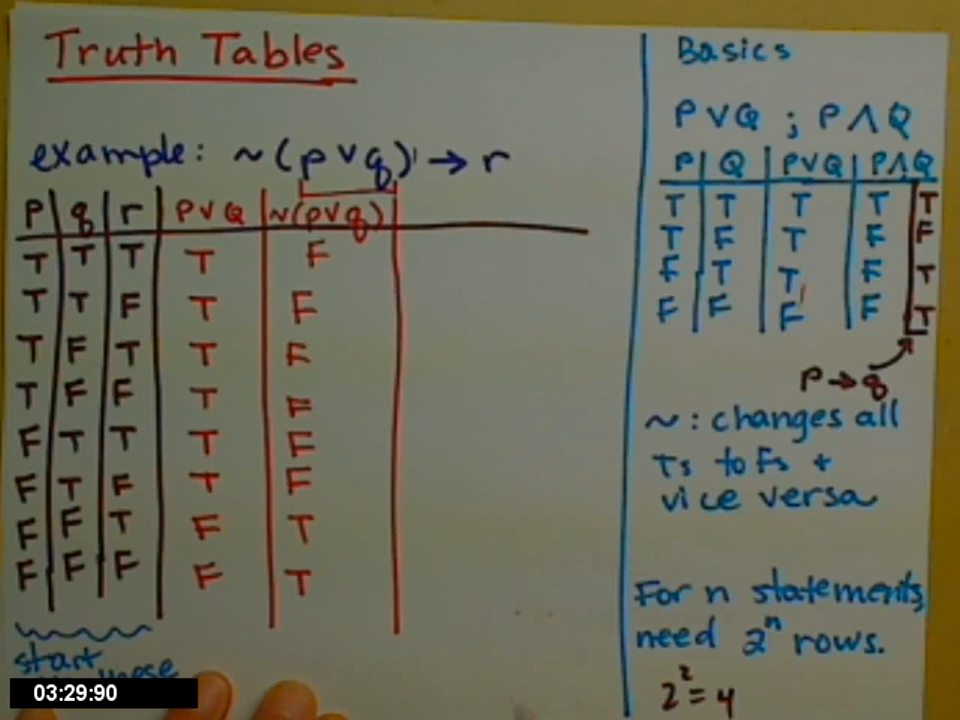 Truth Tables
example: ~(p∨q) → r
p q r P∨Q ~(p∨q)
T T T T F
T T F T F
T F T T F
T F F T F
F T T T F
F T F T F
F F T F T
F F F F T
start
03:29:90
Basics
P∨Q ; P∧Q
P Q P∨Q P∧Q
T T T T T
T F T F F
F T T F T
F F F F T
P→q
~: changes all
Ts to Fs +
vice versa
For n statements,
need 2ⁿ rows.
2² = 4